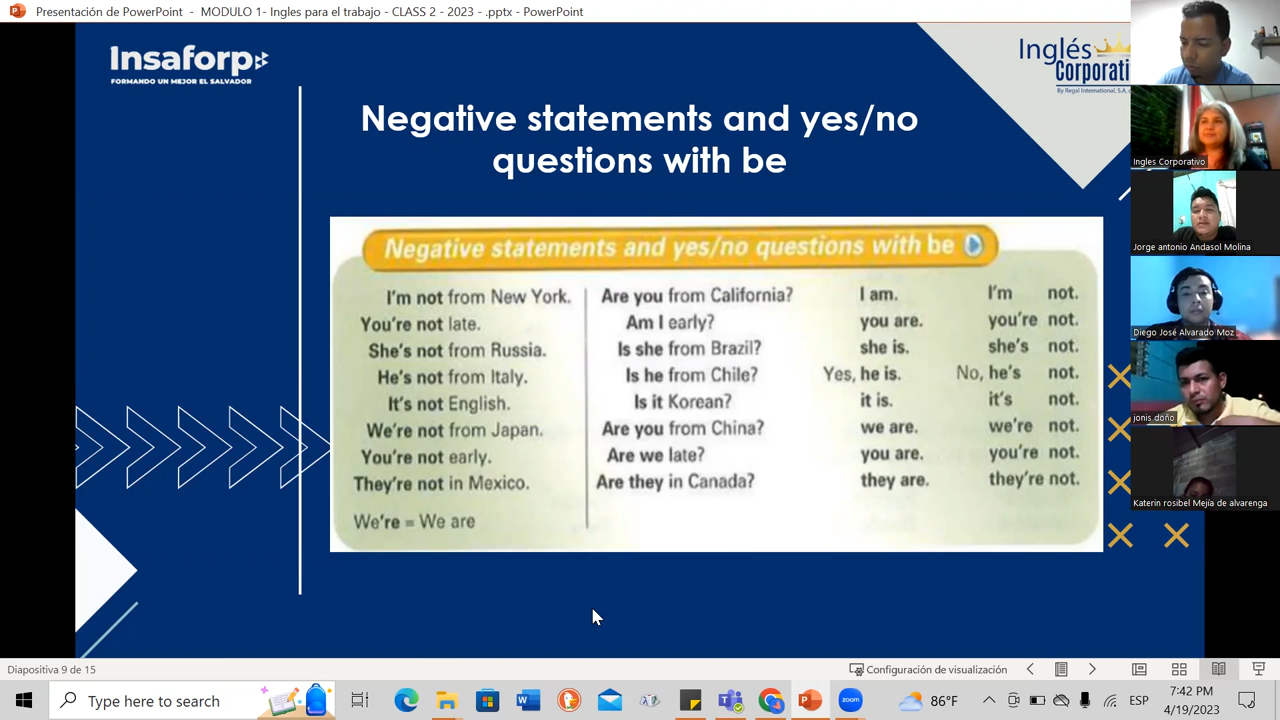 Presentación de PowerPoint - MODULO 1- Ingles para el trabajo - CLASS 2 - 2023 - .pptx - PowerPoint
Insaforp
FORMANDO UN MEJOR EL SALVADOR
Inglés
Corporati
By Regal International, S.A.
Negative statements and yes/no
questions with be
Negative statements and yes/no questions with be
I'm not from New York. Are you from California? I am. I'm not.
You're not late. Am I early? you are. you're not.
She's not from Russia. Is she from Brazil? she is. she's not.
He's not from Italy. Is he from Chile? Yes, he is. No, he's not.
It's not English. Is it Korean? it is. it's not.
We're not from Japan. Are you from China? we are. we're not.
You're not early. Are we late? you are. you're not.
They're not in Mexico. Are they in Canada? they are. they're not.
We're = We are
Ingles Corporativo
Jorge antonio Andasol Molina
Diego José Alvarado Moz
jonis doño
Katerin rosibel Mejía de alvarenga
Diapositiva 9 de 15
Configuración de visualización
Type here to search
zoom
86°F
ESP
7:42 PM
4/19/2023